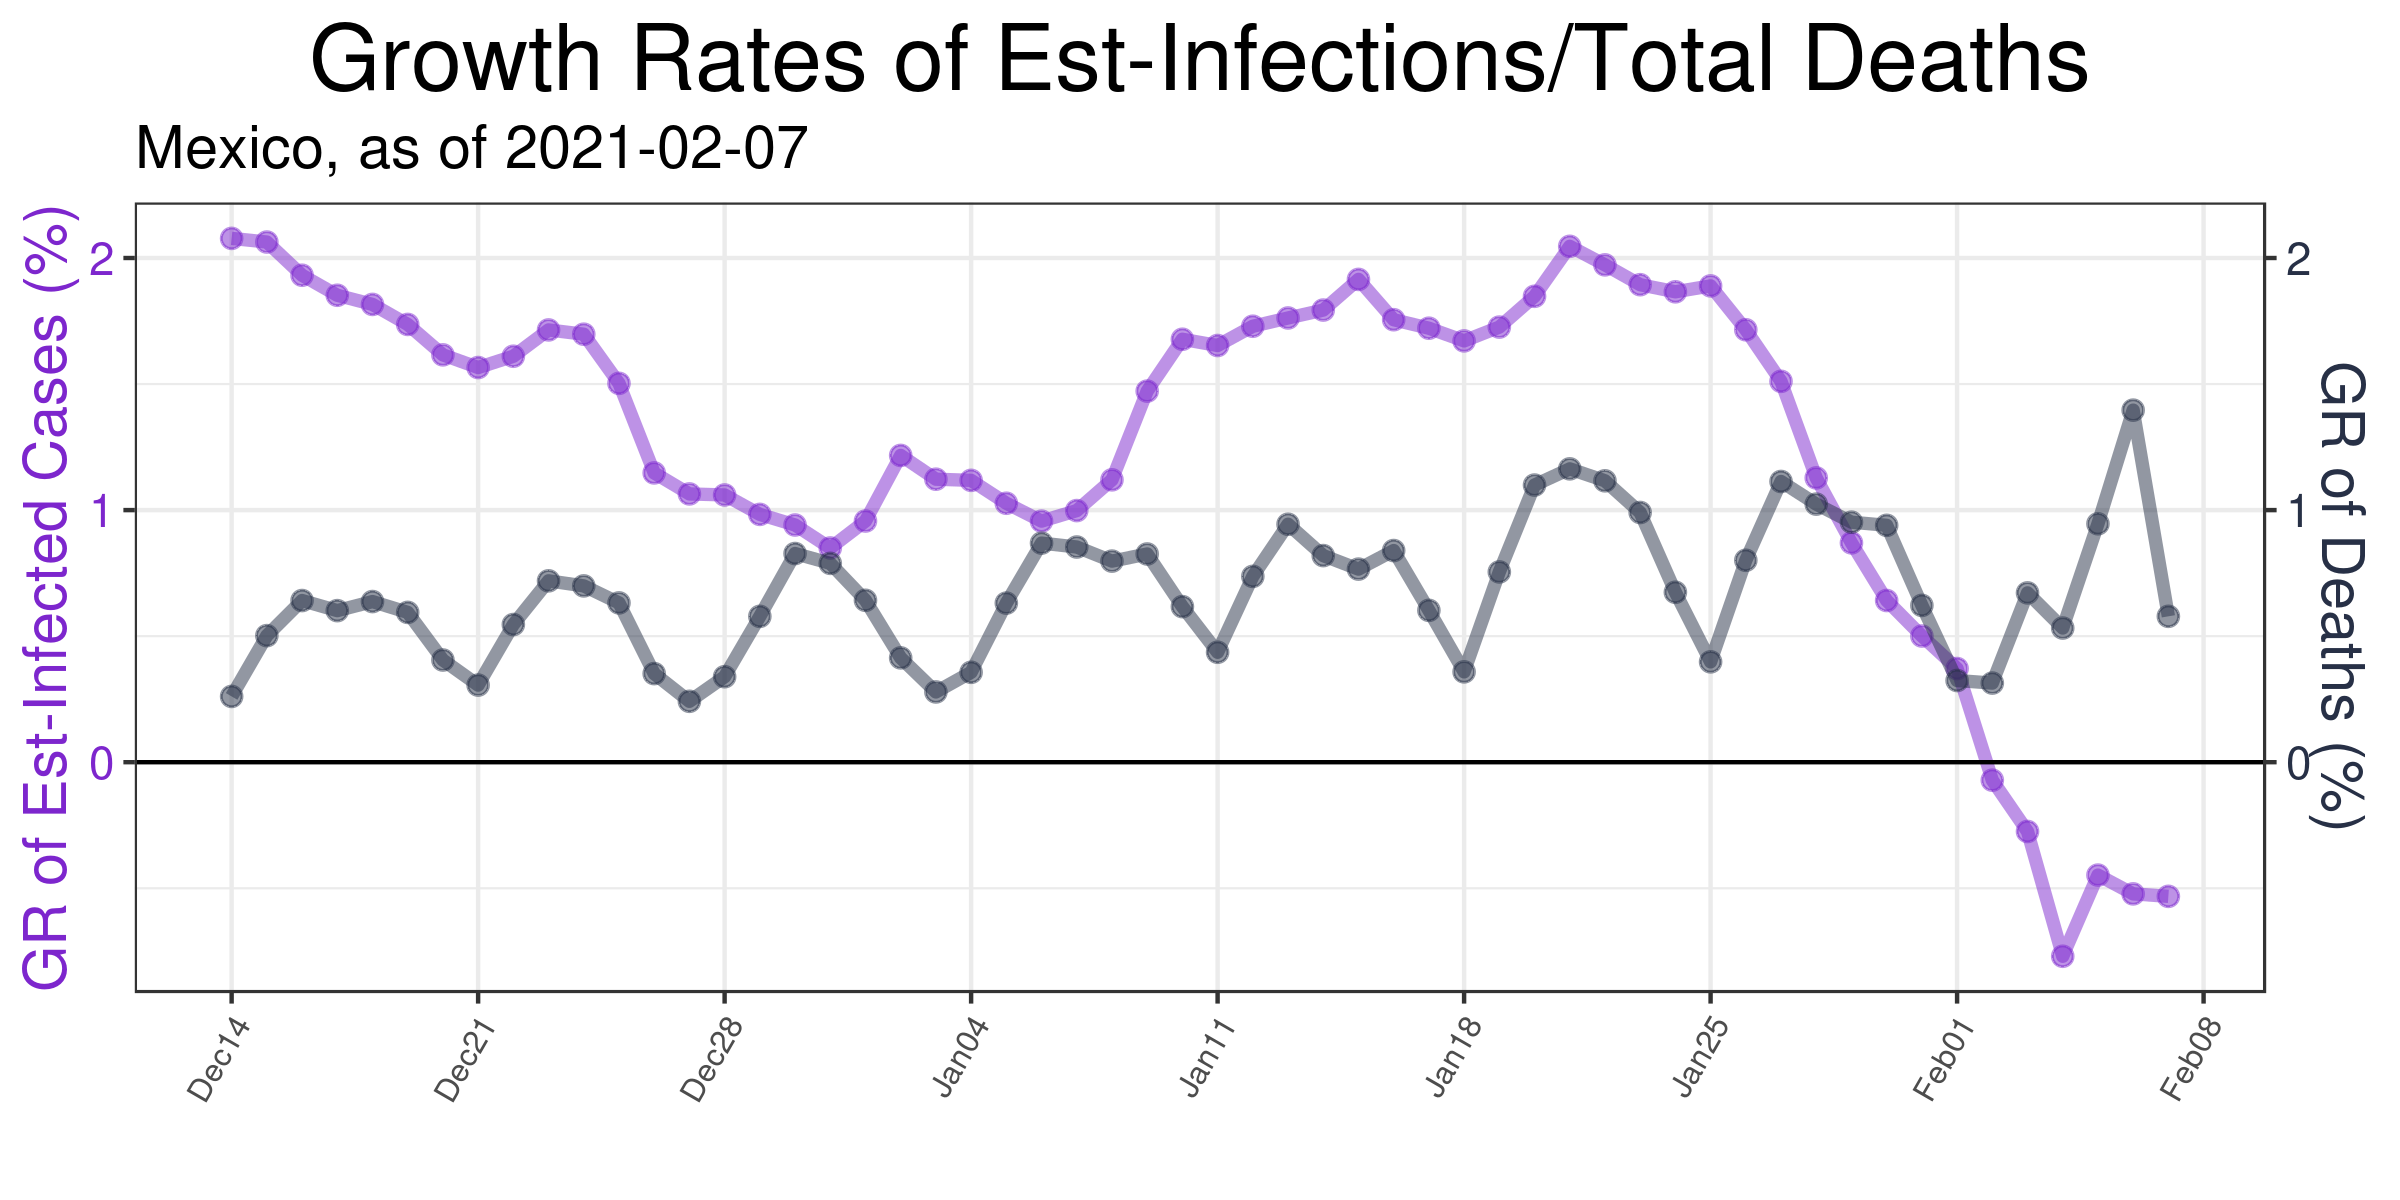 Growth Rates of Est-Infections/Total Deaths
Mexico, as of 2021-02-07
GR of Est-Infected Cases (%)
2
1
0
2
1
0
GR of Deaths (%)
Dec14
Dec21
Dec28
Jan04
Jan11
Jan18
Jan25
Feb01
Feb08